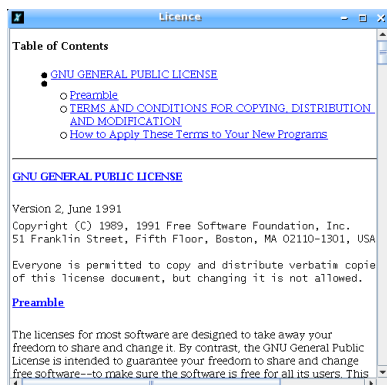 Licence
Table of Contents
GNU GENERAL PUBLIC LICENSE
Preamble
TERMS AND CONDITIONS FOR COPYING, DISTRIBUTION
AND MODIFICATION
How to Apply These Terms to Your New Programs
GNU GENERAL PUBLIC LICENSE
Version 2, June 1991
Copyright (C) 1989, 1991 Free Software Foundation, Inc.
51 Franklin Street, Fifth Floor, Boston, MA 02110-1301, USA
Everyone is permitted to copy and distribute verbatim copie
of this license document, but changing it is not allowed.
Preamble
The licenses for most software are designed to take away your
freedom to share and change it. By contrast, the GNU General Public
License is intended to guarantee your freedom to share and change
free software--to make sure the software is free for all its users. This